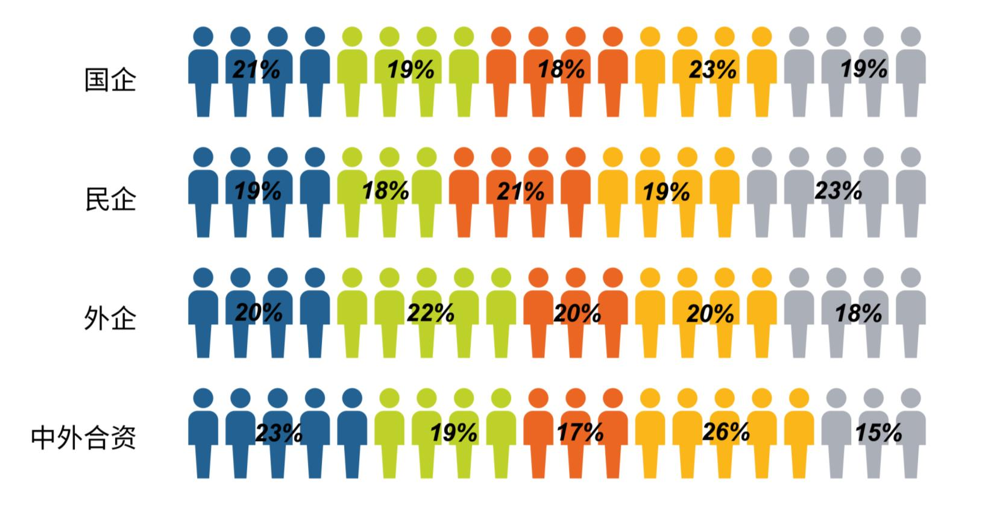 国企 21% 19% 18% 23% 19%
民企 19% 18% 21% 19% 23%
外企 20% 22% 20% 20% 18%
中外合资 23% 19% 17% 26% 15%